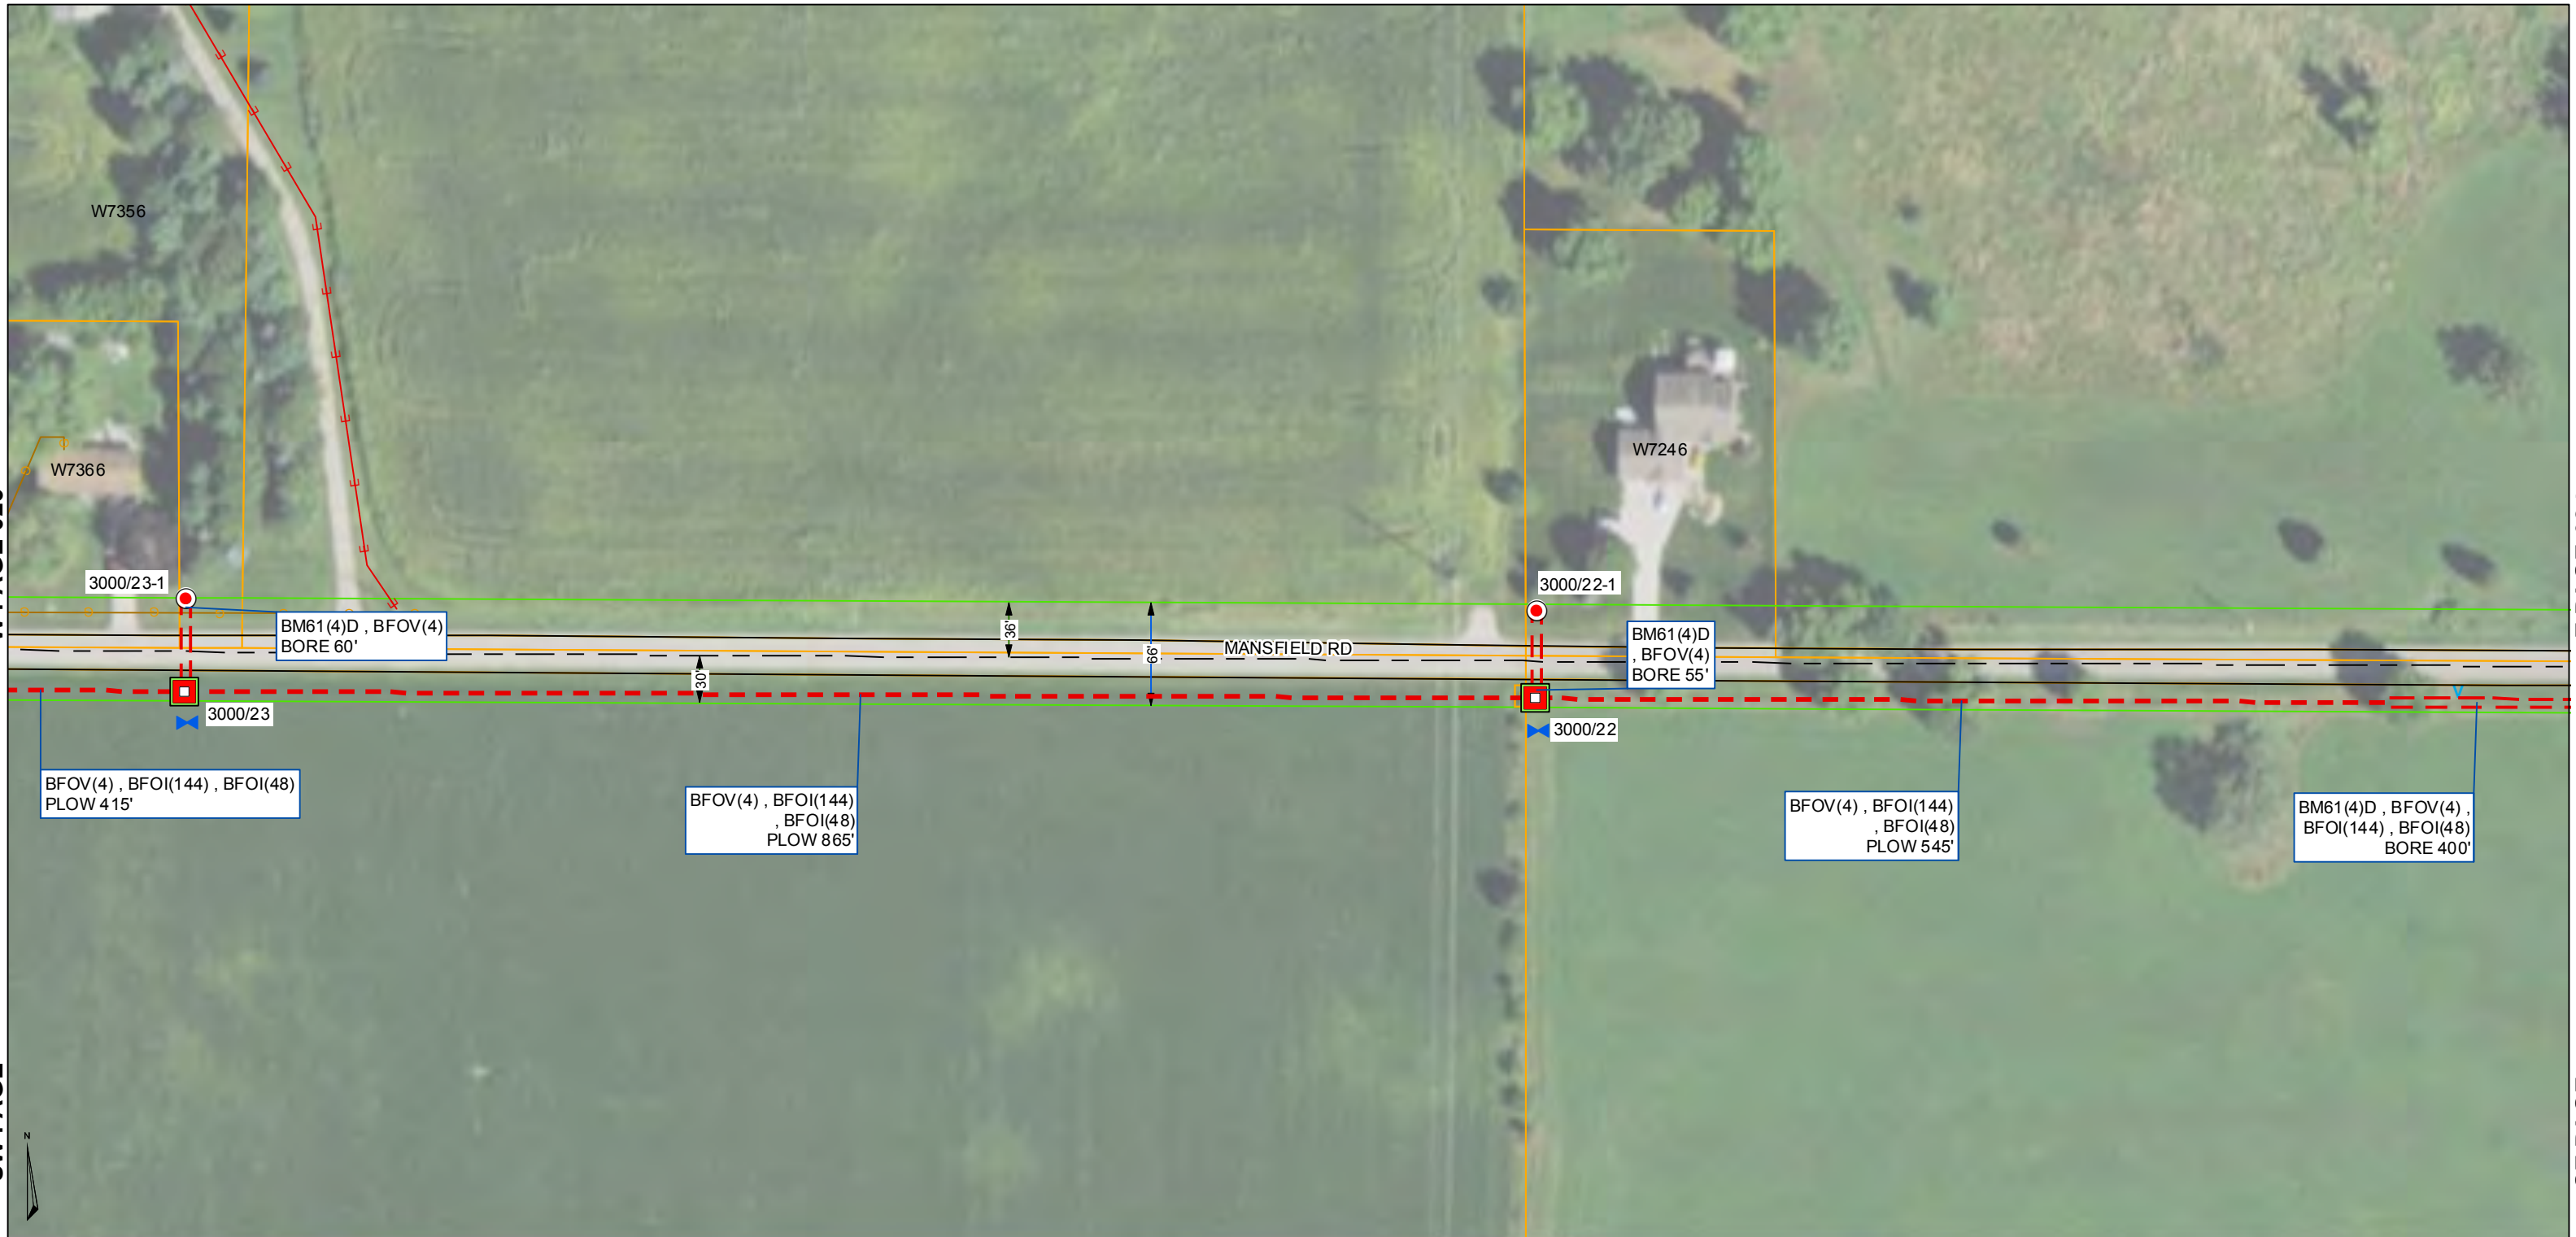 W7356
W7366
W7246
3000/23-1
3000/22-1
BM61(4)D , BFOV(4)
BORE 60'
36'
66'
30'
MANSFIELD RD
BM61(4)D
, BFOV(4)
BORE 55'
3000/23
3000/22
V
BFOV(4) , BFOI(144) , BFOI(48)
PLOW 415'
BFOV(4) , BFOI(144)
, BFOI(48)
PLOW 865'
BFOV(4) , BFOI(144)
, BFOI(48)
PLOW 545'
BM61(4)D , BFOV(4) ,
BFOI(144) , BFOI(48)
BORE 400'
N